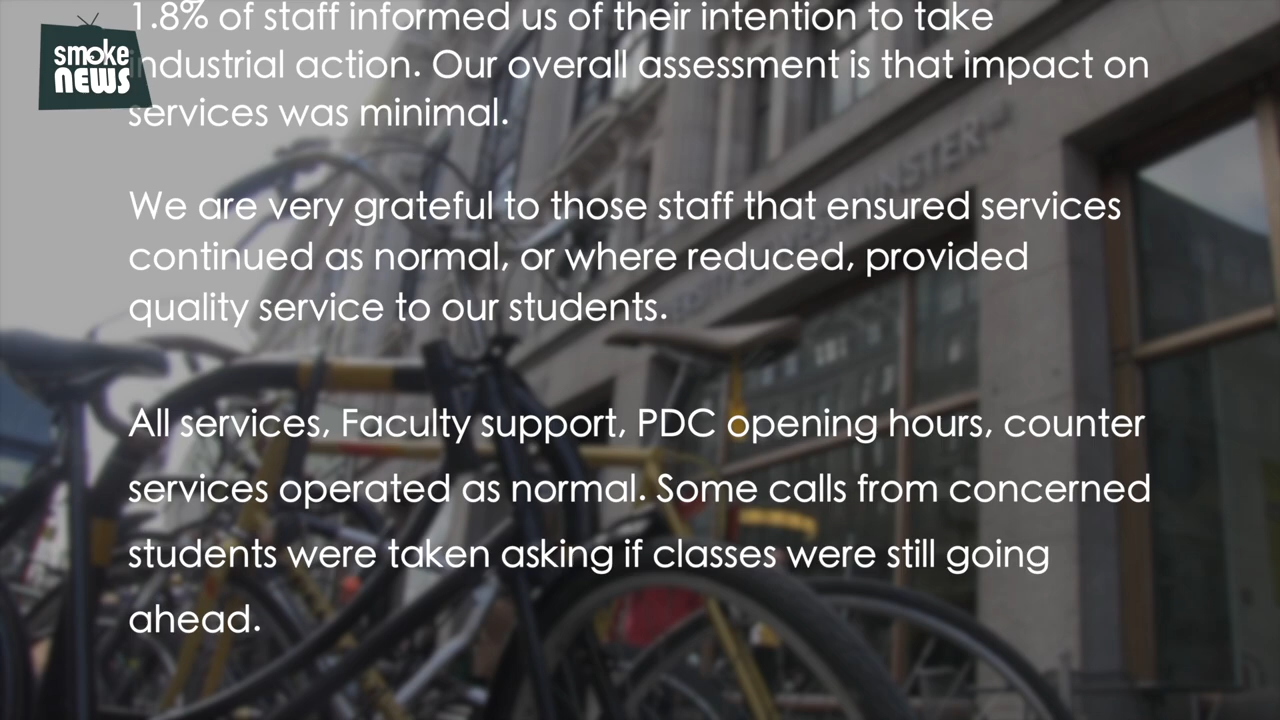 1.8% of staff informed us of their intention to take
smoke
NEWS
industrial action. Our overall assessment is that impact on
services was minimal.
We are very grateful to those staff that ensured services
continued as normal, or where reduced, provided
quality service to our students.
All services, Faculty support, PDC opening hours, counter
services operated as normal. Some calls from concerned
students were taken asking if classes were still going
ahead.